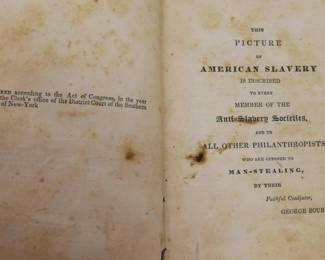 RED according to the Act of Congress, in the year
the Clerk's office of the District Court of the Southern
of New-York
THIS
PICTURE
OF
AMERICAN SLAVERY
IS INSCRIBED
TO EVERY
MEMBER OF THE
Anti-Slavery Societies,
AND TO
ALL OTHER PHILANTHROPISTS
WHO ARE OPPOSED TO
MAN-STEALING,
BY THEIR
Faithful Coadjutor,
GEORGE BOUR